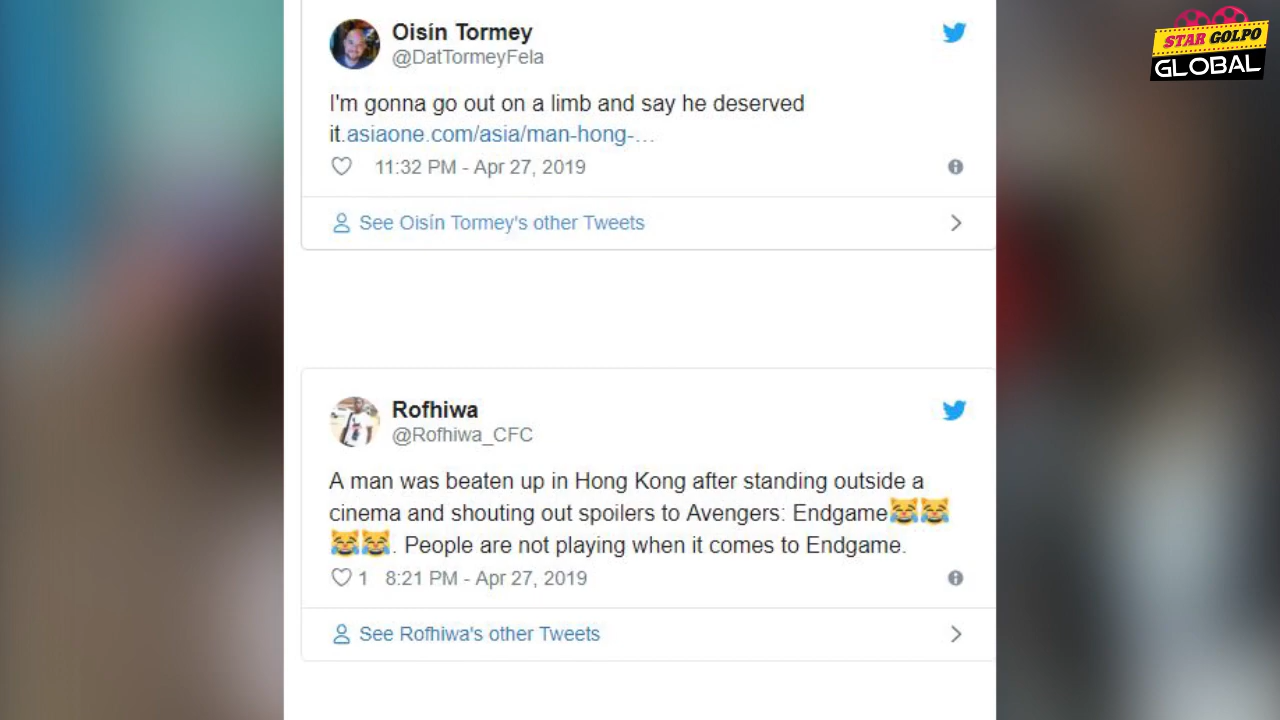 STAR GOLPO
GLOBAL
Oisín Tormey
@DatTormeyFela
I'm gonna go out on a limb and say he deserved
it.asiaone.com/asia/man-hong-…
11:32 PM - Apr 27, 2019
See Oisín Tormey's other Tweets
Rofhiwa
@Rofhiwa_CFC
A man was beaten up in Hong Kong after standing outside a
cinema and shouting out spoilers to Avengers: Endgame😹😹
😹😹. People are not playing when it comes to Endgame.
1 8:21 PM - Apr 27, 2019
See Rofhiwa's other Tweets